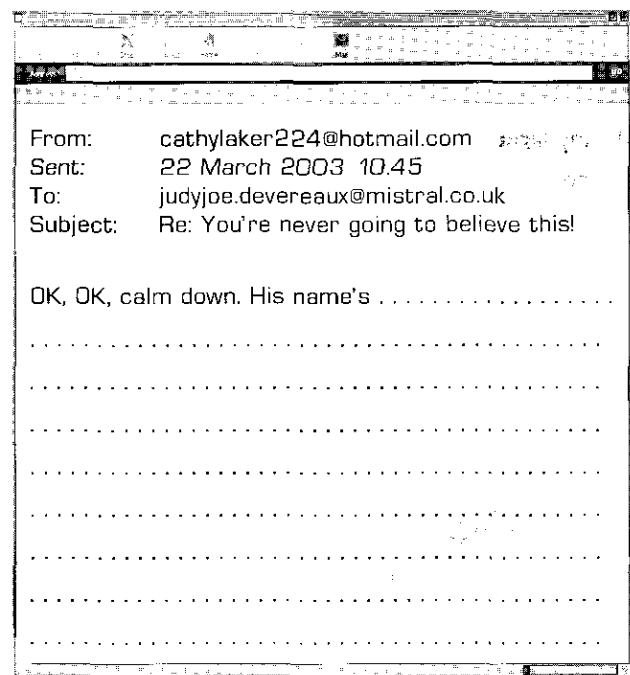 From: cathylaker224@hotmail.com
Sent: 22 March 2003 10.45
To: judyjoe.devereaux@mistral.co.uk
Subject: Re: You're never going to believe this!
OK, OK, calm down. His name's . . . . . . . . . . . . . . . . . .